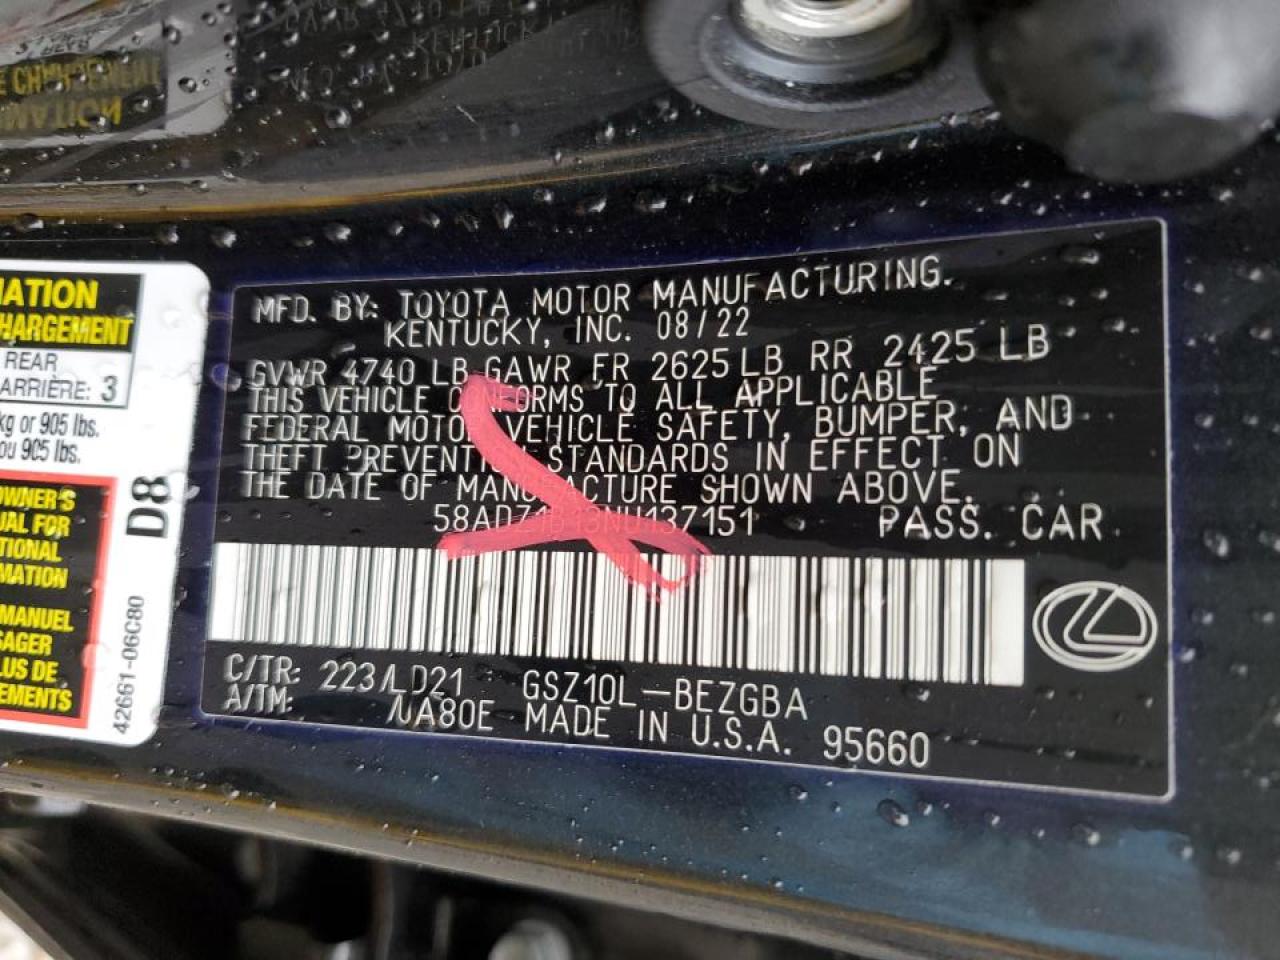 MFD. BY: TOYOTA MOTOR MANUFACTURING.
KENTUCKY, INC. 08/22
GVWR 4740 LB GAWR FR 2625 LB RR 2425 LB
THIS VEHICLE CONFORMS TO ALL APPLICABLE
FEDERAL MOTOR VEHICLE SAFETY, BUMPER, AND
THEFT PREVENTION STANDARDS IN EFFECT ON
THE DATE OF MANUFACTURE SHOWN ABOVE.
PASS. CAR
C/TR: 223/LD21 GSZ10L-BEZGBA
A/TM: /UA80E MADE IN U.S.A. 95660
MATION
HARGEMENT
REAR
ARRIÈRE: 3
kg or 905 lbs.
ou 905 lbs.
OWNER'S
UAL FOR
TIONAL
MATION
MANUEL
SAGER
LUS DE
EMENTS
D8
42661-06C80